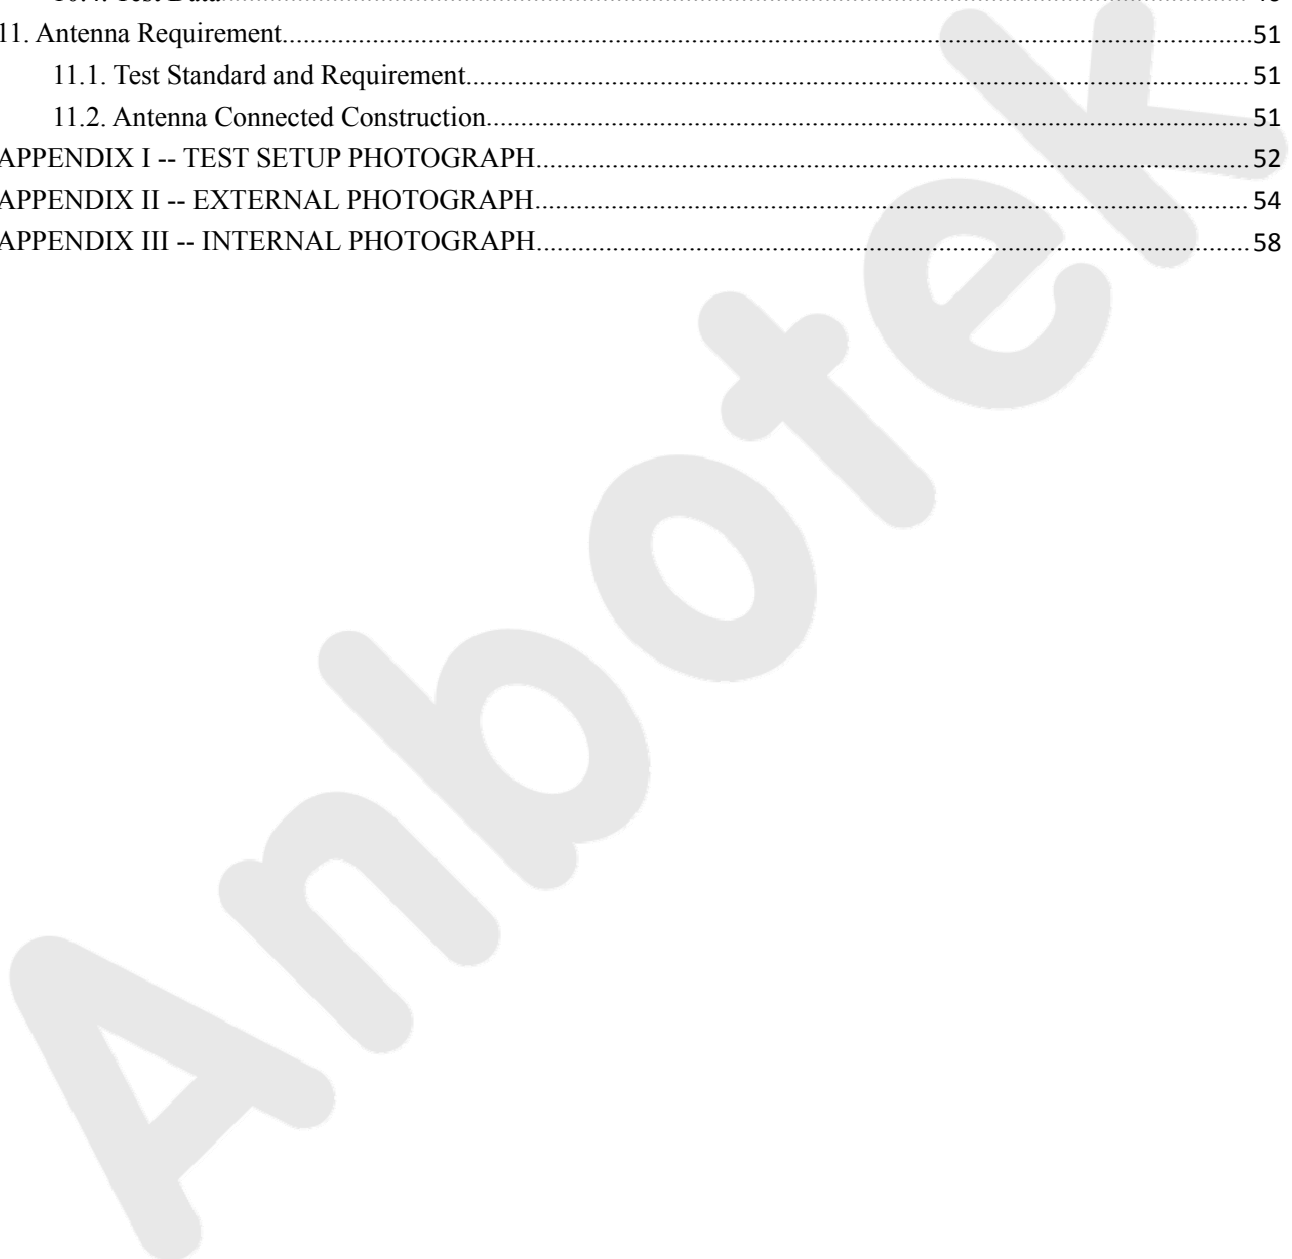 11. Antenna Requirement........51
11.1. Test Standard and Requirement........51
11.2. Antenna Connected Construction........51
APPENDIX I -- TEST SETUP PHOTOGRAPH........52
APPENDIX II -- EXTERNAL PHOTOGRAPH........54
APPENDIX III -- INTERNAL PHOTOGRAPH........58
Anbotek